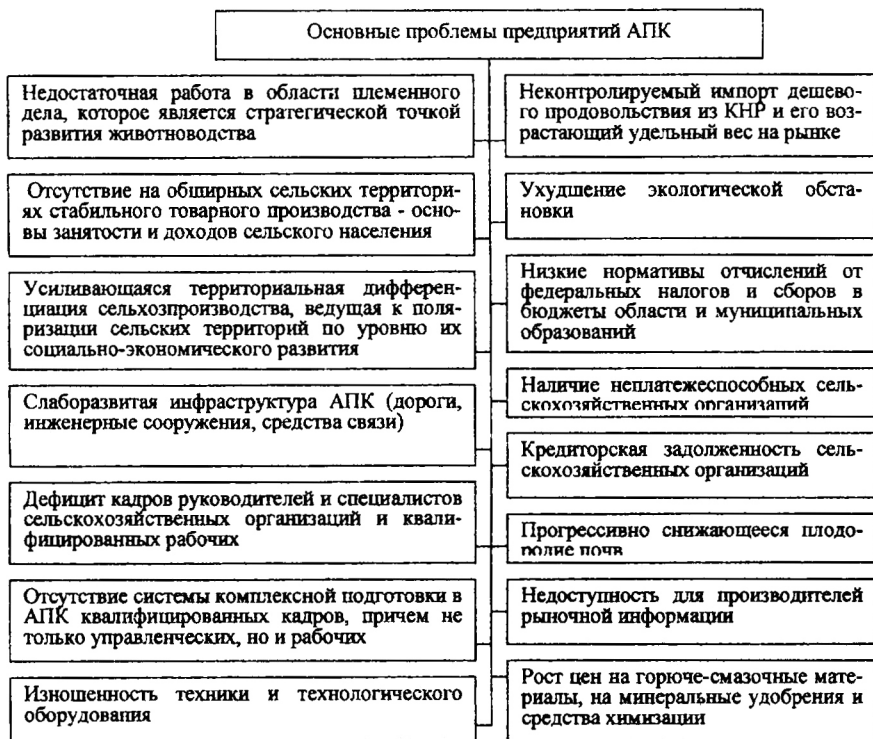 Основные проблемы предприятий АПК
Недостаточная работа в области племенного
дела, которое является стратегической точкой
развития животноводства
Отсутствие на обширных сельских территори-
ях стабильного товарного производства - осно-
вы занятости и доходов сельского населения
Усиливающаяся территориальная дифферен-
циация сельхозпроизводства, ведущая к поля-
ризации сельских территорий по уровню их
социально-экономического развития
Слаборазвитая инфраструктура АПК (дороги,
инженерные сооружения, средства связи)
Дефицит кадров руководителей и специалистов
сельскохозяйственных организаций и квали-
фицированных рабочих
Отсутствие системы комплексной подготовки в
АПК квалифицированных кадров, причем не
только управленческих, но и рабочих
Изношенность техники и технологического
оборудования
Неконтролируемый импорт дешевого
продовольствия из КНР и его воз-
растающий удельный вес на рынке
Ухудшение экологической обста-
новки
Низкие нормативы отчислений от
федеральных налогов и сборов в
бюджеты области и муниципальных
образований
Наличие неплатежеспособных сель-
скохозяйственных организаций
Кредиторская задолженность сель-
скохозяйственных организаций
Прогрессивно снижающееся плодо-
родие почв
Недоступность для производителей
рыночной информации
Рост цен на горюче-смазочные мате-
риалы, на минеральные удобрения и
средства химизации